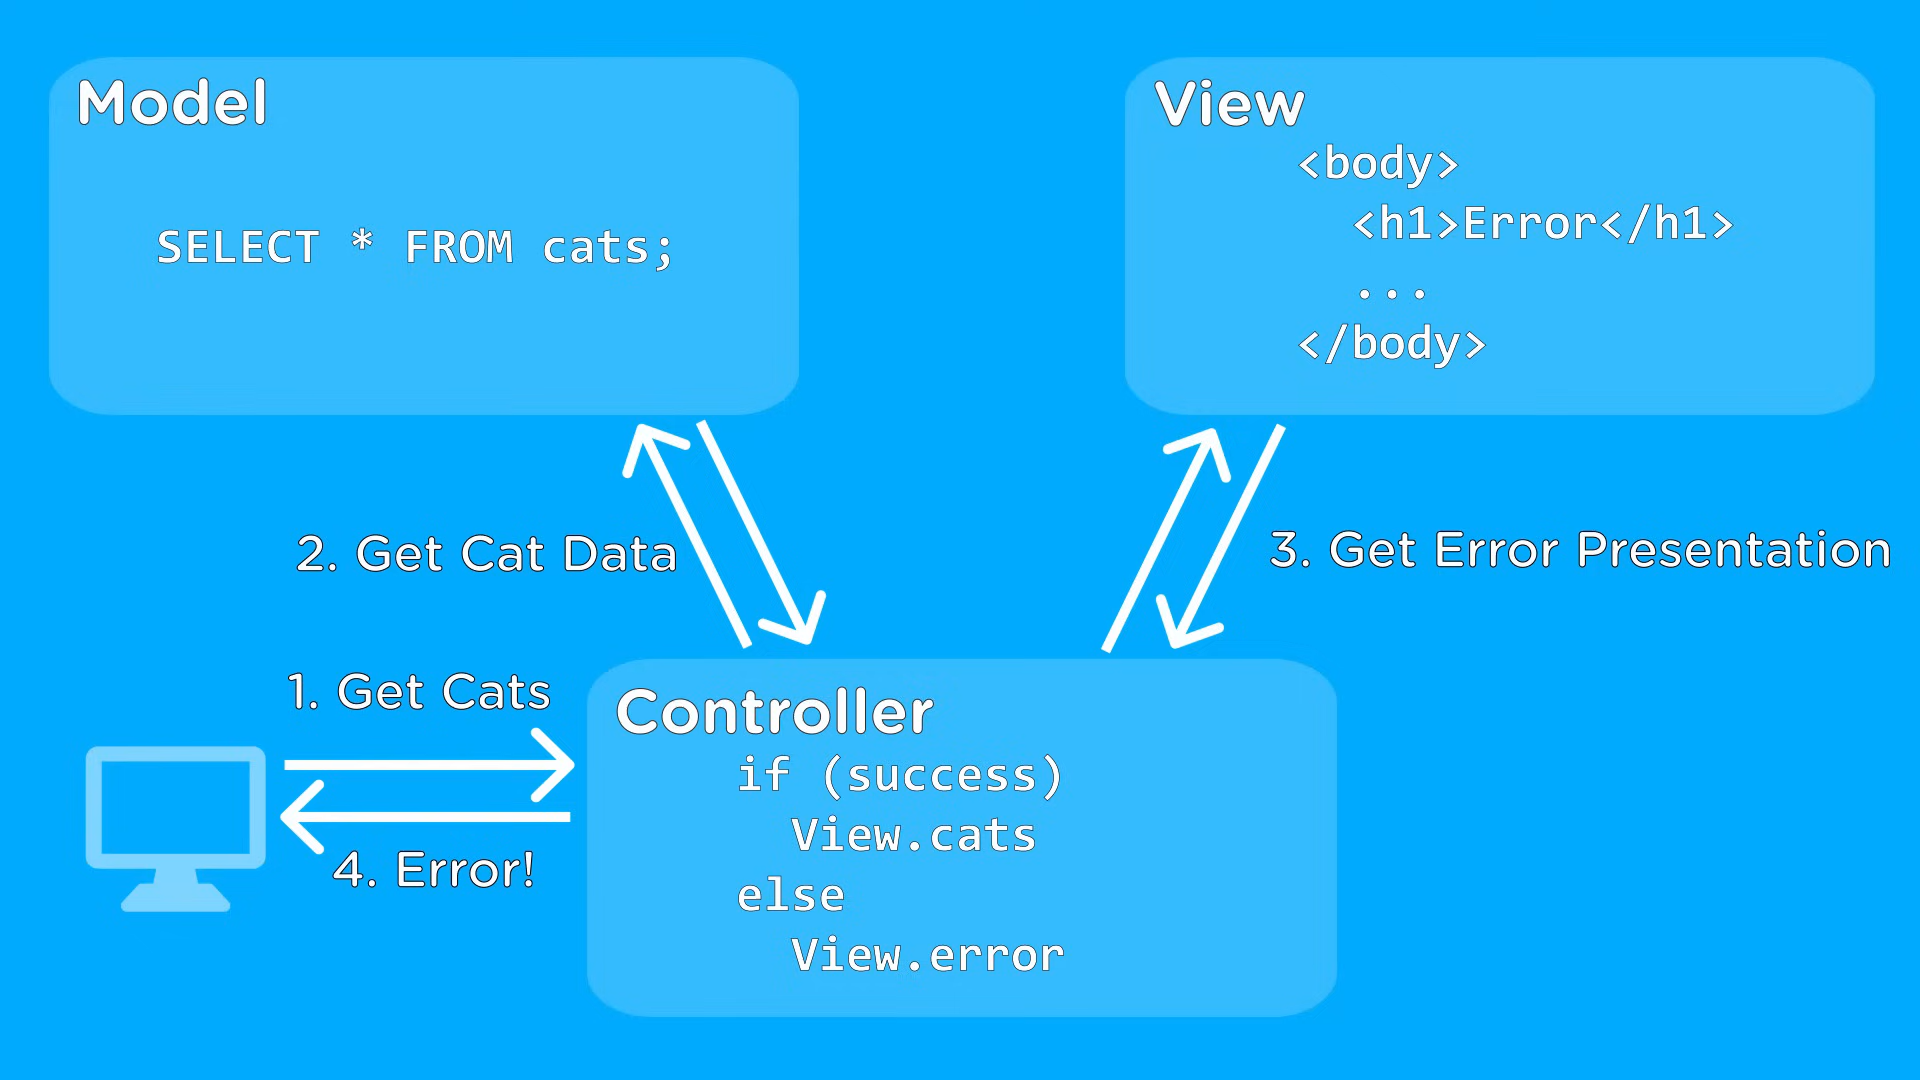 Model
SELECT * FROM cats;
View
<body>
<h1>Error</h1>
...
</body>
2. Get Cat Data
3. Get Error Presentation
1. Get Cats
4. Error!
Controller
if (success)
View.cats
else
View.error